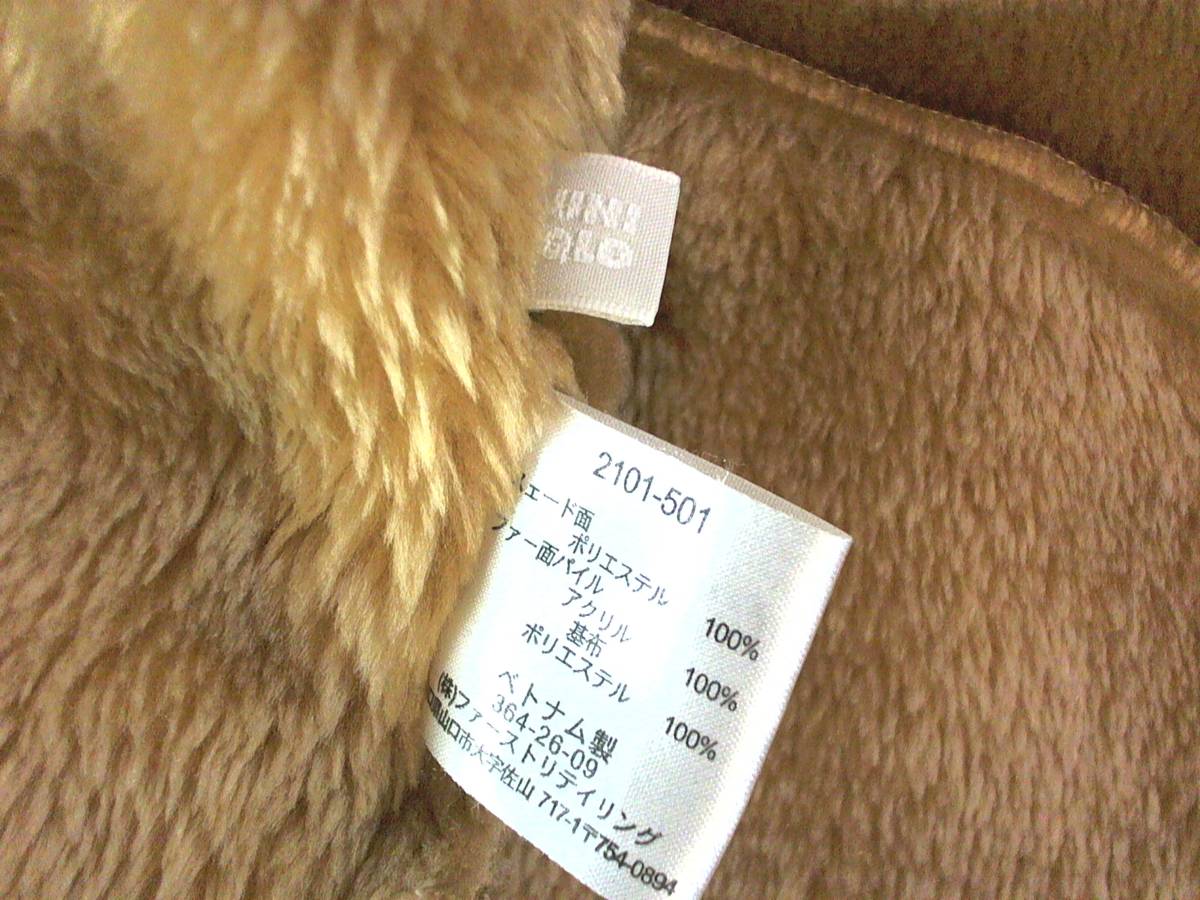 2101-501
スェード面
ポリエステル 100%
ファー面パイル
アクリル 100%
基布
ポリエステル 100%
ベトナム製
364-26-09
(株)ファーストリテイリング
山口市大字佐山 717-1〒754-0894